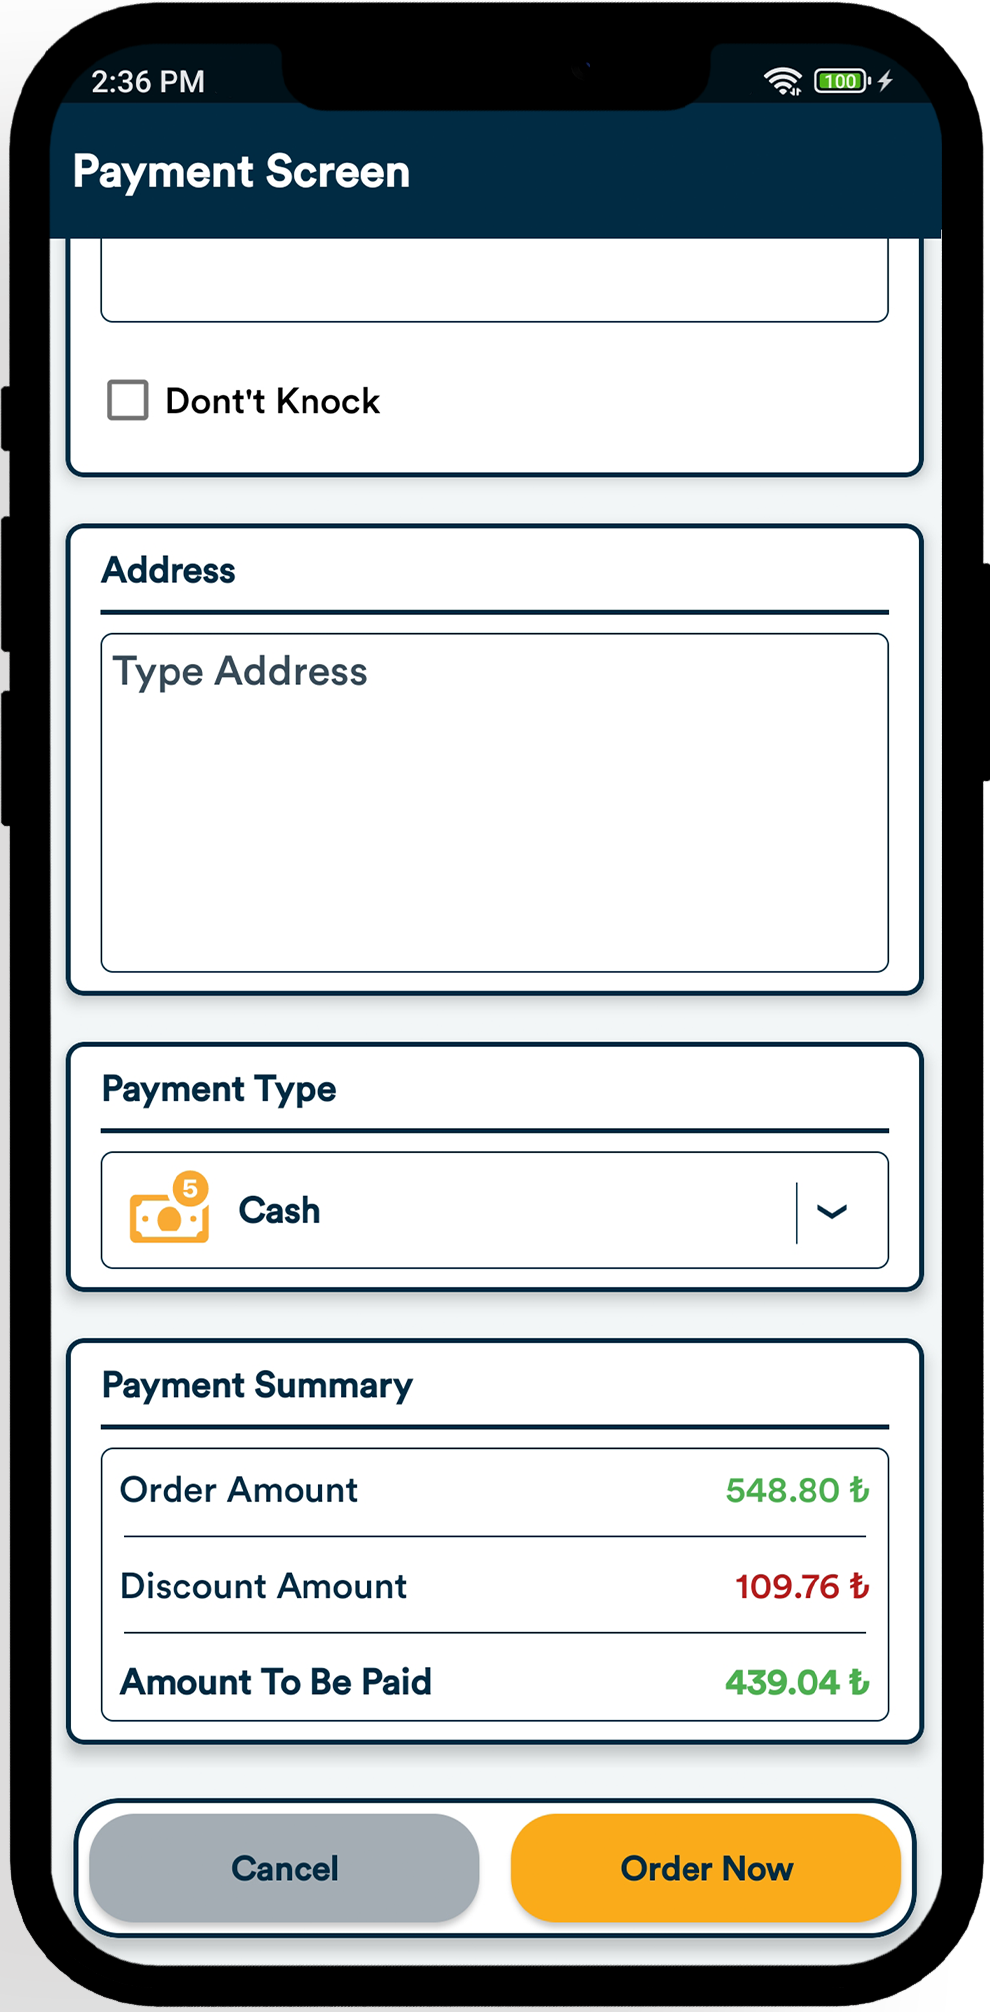 2:36 PM 100
Payment Screen
Dont't Knock
Address
Type Address
Payment Type
5 Cash
Payment Summary
Order Amount 548.80 ₺
Discount Amount 109.76 ₺
Amount To Be Paid 439.04 ₺
Cancel Order Now